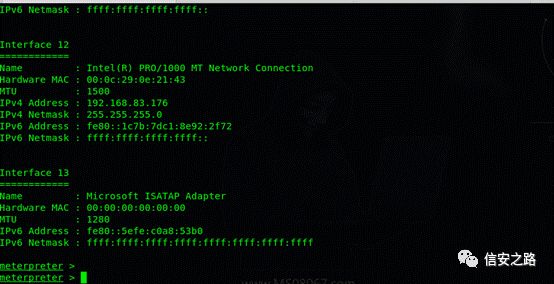 IPv6 Netmask : ffff:ffff:ffff:ffff::
Interface 12
============
Name         : Intel(R) PRO/1000 MT Network Connection
Hardware MAC : 00:0c:29:0e:21:43
MTU          : 1500
IPv4 Address : 192.168.83.176
IPv4 Netmask : 255.255.255.0
IPv6 Address : fe80::1c7b:7dc1:8e92:2f72
IPv6 Netmask : ffff:ffff:ffff:ffff::
Interface 13
============
Name         : Microsoft ISATAP Adapter
Hardware MAC : 00:00:00:00:00:00
MTU          : 1280
IPv6 Address : fe80::5efe:c0a8:53b0
IPv6 Netmask : ffff:ffff:ffff:ffff:ffff:ffff:ffff:ffff
meterpreter >
meterpreter >
信安之路